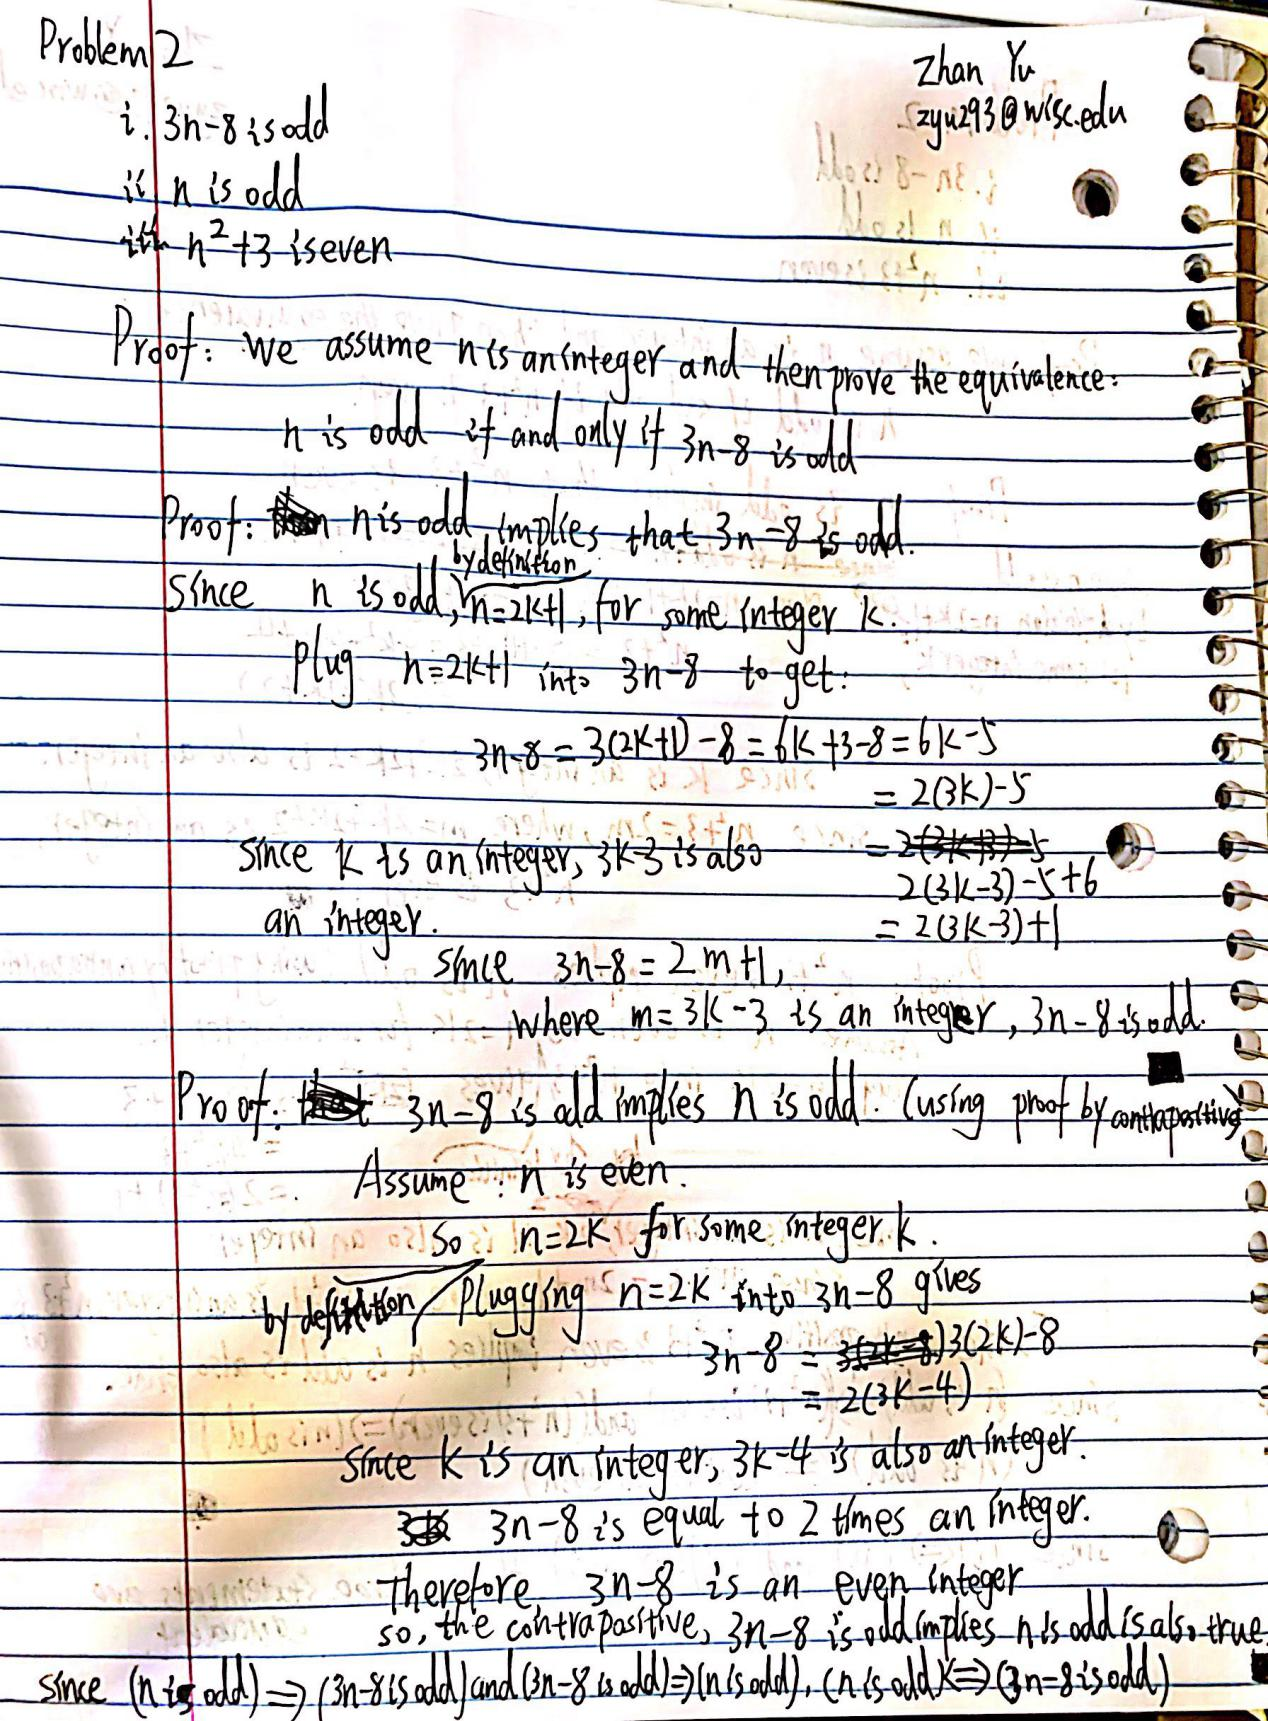 Problem 2
Zhan Yu
zyu293@wisc.edu
i. 3n-8 is odd
ii n is odd
iii n²+3 is even
Proof: We assume n is an integer and then prove the equivalence:
n is odd if and only if 3n-8 is odd
Proof: n is odd implies that 3n-8 is odd.
Since n is odd, by definition n=2k+1, for some integer k.
Plug n=2k+1 into 3n-8 to get:
3n-8 = 3(2k+1)-8 = 6k+3-8 = 6k-5
= 2(3k)-5
=
2(3k-3)-5+6
= 2(3k-3)+1
Since k is an integer, 3k-3 is also
an integer.
Since 3n-8 = 2m+1,
where m=3k-3 is an integer, 3n-8 is odd.
Proof: 3n-8 is odd implies n is odd. (using proof by contrapositive)
Assume: n is even.
So by definition n=2k for some integer k.
Plugging n=2k into 3n-8 gives
3n-8 = 3(2k)-8
= 2(3k-4)
Since k is an integer, 3k-4 is also an integer.
3n-8 is equal to 2 times an integer.
Therefore 3n-8 is an even integer
so, the contrapositive, 3n-8 is odd implies n is odd is also true.
Since (n is odd) ⇒ (3n-8 is odd) and (3n-8 is odd) ⇒ (n is odd), (n is odd) ⇔ (3n-8 is odd)